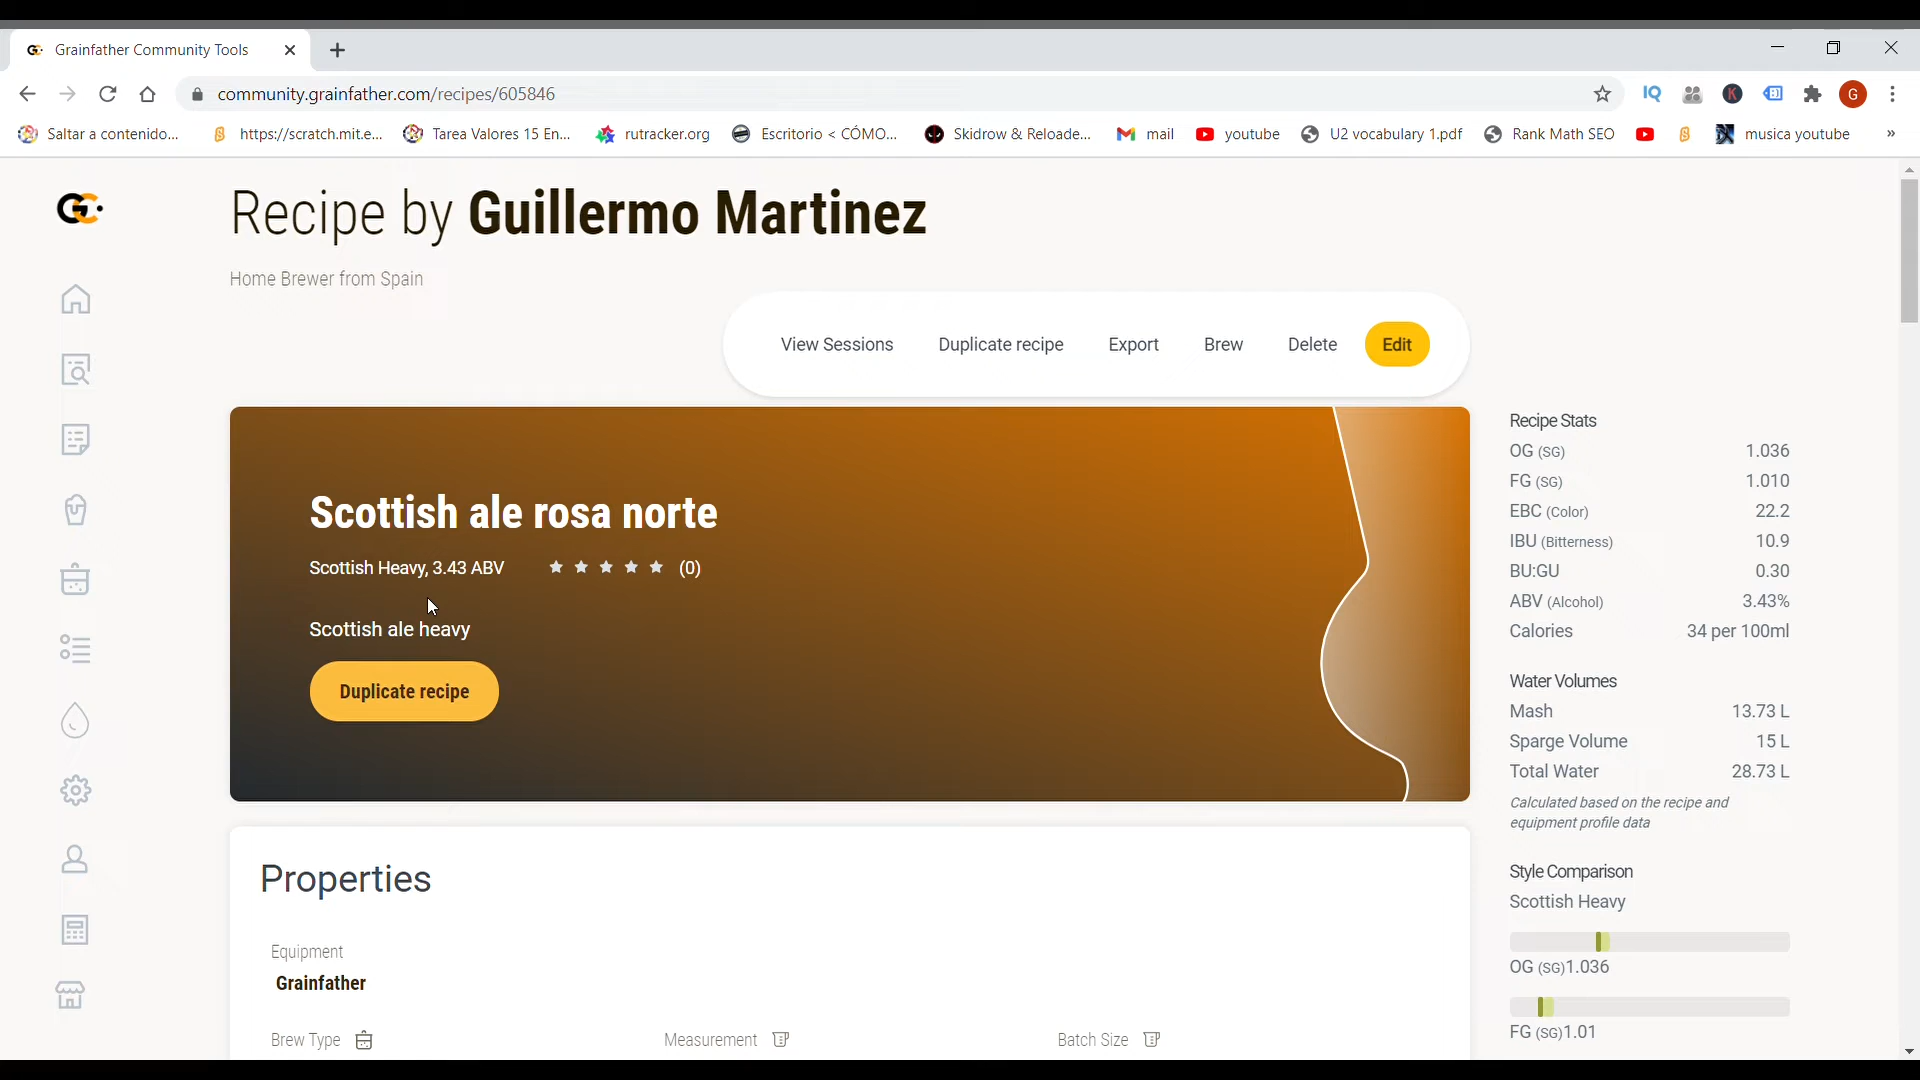 Grainfather Community Tools
community.grainfather.com/recipes/605846
Saltar a contenido... https://scratch.mit.e... Tarea Valores 15 En... rutracker.org Escritorio < CÓMO... Skidrow & Reloade... mail youtube U2 vocabulary 1.pdf Rank Math SEO musica youtube »
Recipe by Guillermo Martinez
Home Brewer from Spain
View Sessions Duplicate recipe Export Brew Delete Edit
Scottish ale rosa norte
Scottish Heavy, 3.43 ABV (0)
Scottish ale heavy
Duplicate recipe
Properties
Equipment
Grainfather
Brew Type Measurement Batch Size
Recipe Stats
OG (SG) 1.036
FG (SG) 1.010
EBC (Color) 22.2
IBU (Bitterness) 10.9
BU:GU 0.30
ABV (Alcohol) 3.43%
Calories 34 per 100ml
Water Volumes
Mash 13.73 L
Sparge Volume 15 L
Total Water 28.73 L
Calculated based on the recipe and
equipment profile data
Style Comparison
Scottish Heavy
OG (SG)1.036
FG (SG)1.01
IQ
K
G
GC